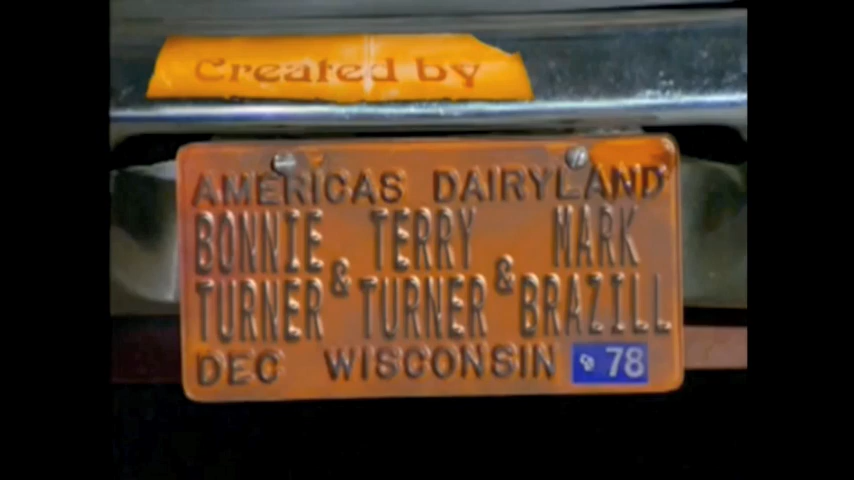 Created by
AMERICAS DAIRYLAND
BONNIE TERRY MARK
& &
TURNER TURNER BRAZILL
DEC WISCONSIN 78